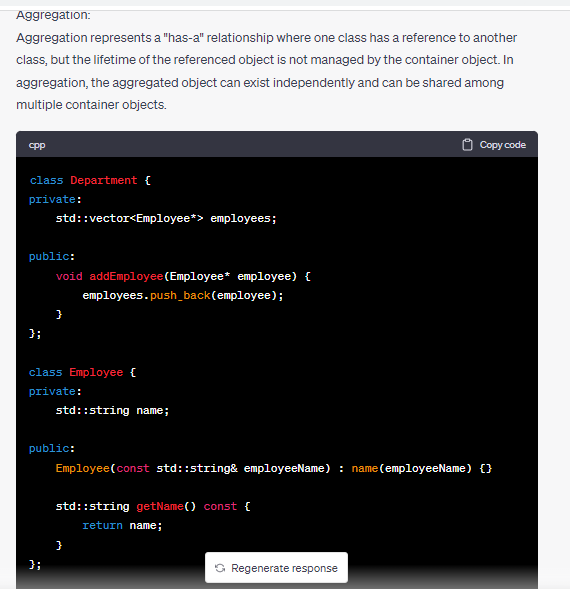 Aggregation:
Aggregation represents a "has-a" relationship where one class has a reference to another
class, but the lifetime of the referenced object is not managed by the container object. In
aggregation, the aggregated object can exist independently and can be shared among
multiple container objects.
cpp Copy code
class Department {
private:
    std::vector<Employee*> employees;

public:
    void addEmployee(Employee* employee) {
        employees.push_back(employee);
    }
};

class Employee {
private:
    std::string name;

public:
    Employee(const std::string& employeeName) : name(employeeName) {}

    std::string getName() const {
        return name;
    }
};
Regenerate response